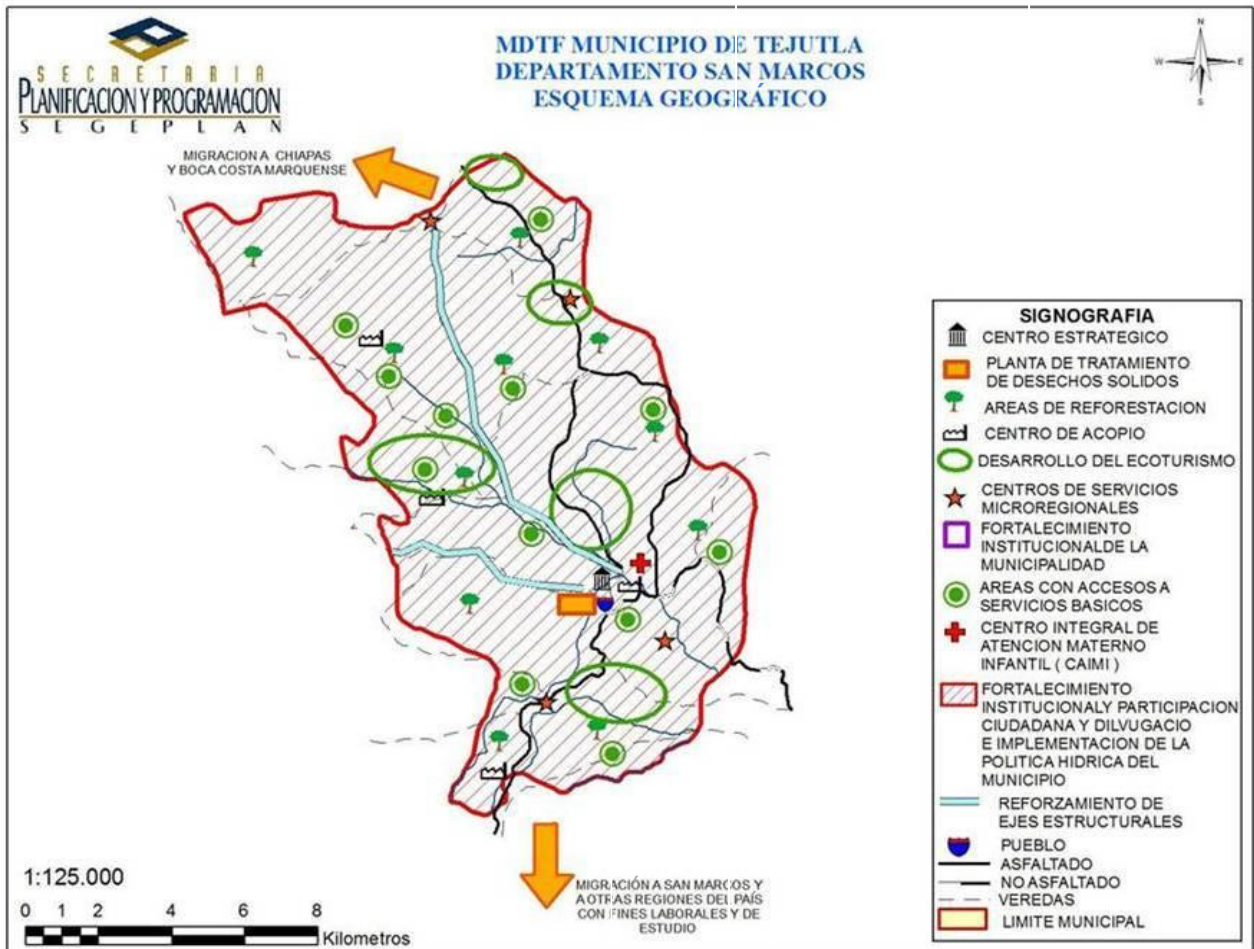 SECRETARIA
PLANIFICACION Y PROGRAMACION
SEGEPLAN
MDTF MUNICIPIO DE TEJUTLA
DEPARTAMENTO SAN MARCOS
ESQUEMA GEOGRÁFICO
N
W
E
S
MIGRACION A CHIAPAS
Y BOCA COSTA MARQUENSE
SIGNOGRAFIA
CENTRO ESTRATEGICO
PLANTA DE TRATAMIENTO
DE DESECHOS SOLIDOS
AREAS DE REFORESTACION
CENTRO DE ACOPIO
DESARROLLO DEL ECOTURISMO
CENTROS DE SERVICIOS
MICROREGIONALES
FORTALECIMIENTO
INSTITUCIONALDE LA
MUNICIPALIDAD
AREAS CON ACCESOS A
SERVICIOS BASICOS
CENTRO INTEGRAL DE
ATENCION MATERNO
INFANTIL ( CAIMI )
FORTALECIMIENTO
INSTITUCIONALY PARTICIPACION
CIUDADANA Y DILVUGACIO
E IMPLEMENTACION DE LA
POLITICA HIDRICA DEL
MUNICIPIO
REFORZAMIENTO DE
EJES ESTRUCTURALES
PUEBLO
ASFALTADO
NO ASFALTADO
VEREDAS
LIMITE MUNICIPAL
MIGRACIÓN A SAN MARCOS Y
A OTRAS REGIONES DEL PAÍS
CON FINES LABORALES Y DE
ESTUDIO
1:125.000
0 1 2 4 6 8
Kilometros